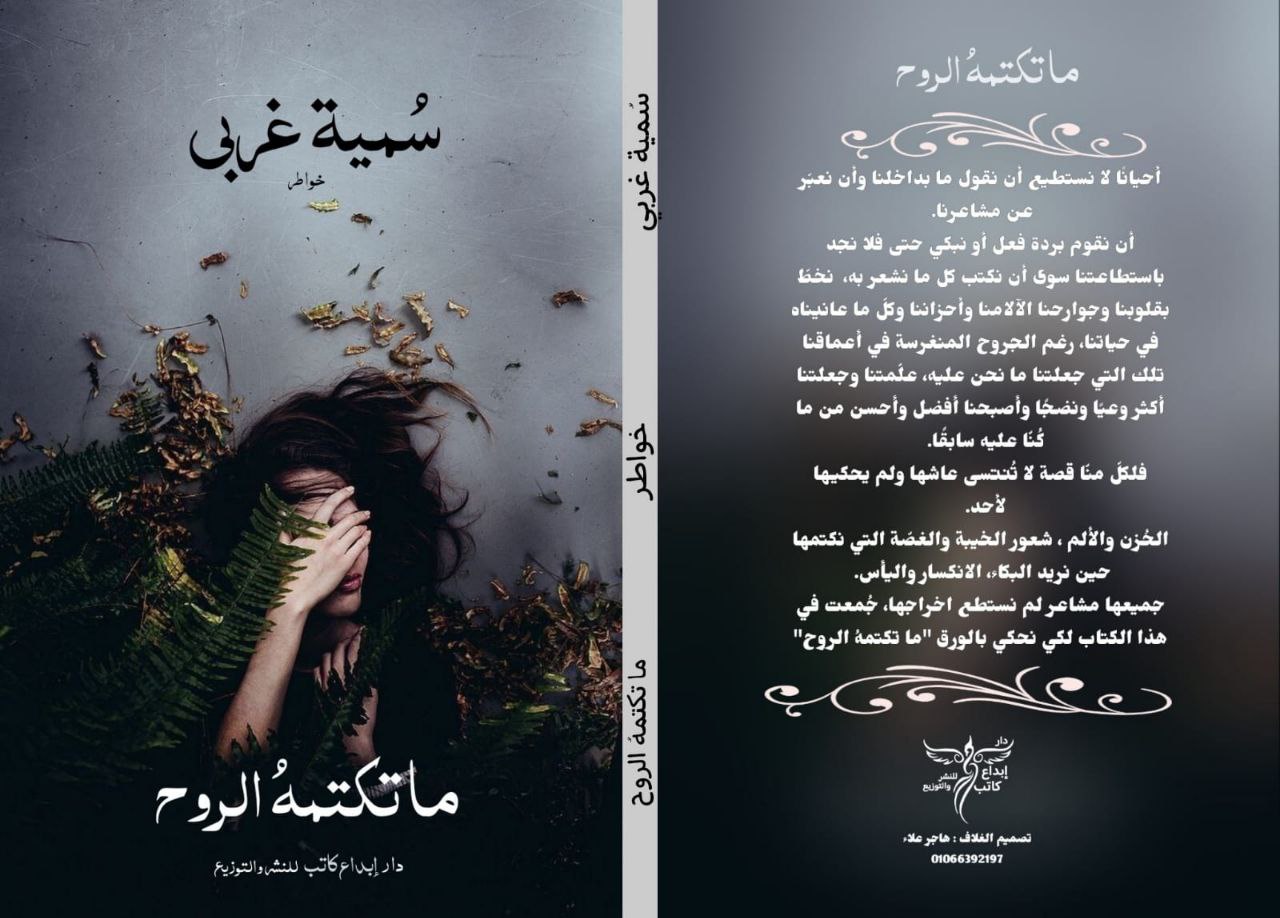 سُمية غربي
خواطر
ما تكتمهُ الروح
دار إبداع كاتب للنشر والتوزيع
سُمية غربي
خواطر
ما تكتمهُ الروح
ما تكتمهُ الروح
أحيانًا لا نستطيع أن نقول ما بداخلنا وأن نعبّر
عن مشاعرنا.
أن نقوم بردة فعل أو نبكي حتى فلا نجد
باستطاعتنا سوى أن نكتب كل ما نشعر به، نخطّ
بقلوبنا وجوارحنا الآلامنا وأحزاننا وكلّ ما عانيناه
في حياتنا، رغم الجروح المنغرسة في أعماقنا
تلك التي جعلتنا ما نحن عليه، علّمتنا وجعلتنا
أكثر وعيًا ونضجًا وأصبحنا أفضل وأحسن من ما
كُنّا عليه سابقًا.
فلكلّ منّا قصة لا تُنتسى عاشها ولم يحكيها
لأحد.
الحُزن والألم ، شعور الخيبة والغصّة التي نكتمها
حين نريد البكاء، الانكسار واليأس.
جميعها مشاعر لم نستطع اخراجها، جُمعت في
هذا الكتاب لكي نحكي بالورق "ما تكتمهُ الروح"
دار
إبداع
كاتب
للنشر
والتوزيع
تصميم الغلاف : هاجر علاء
01066392197